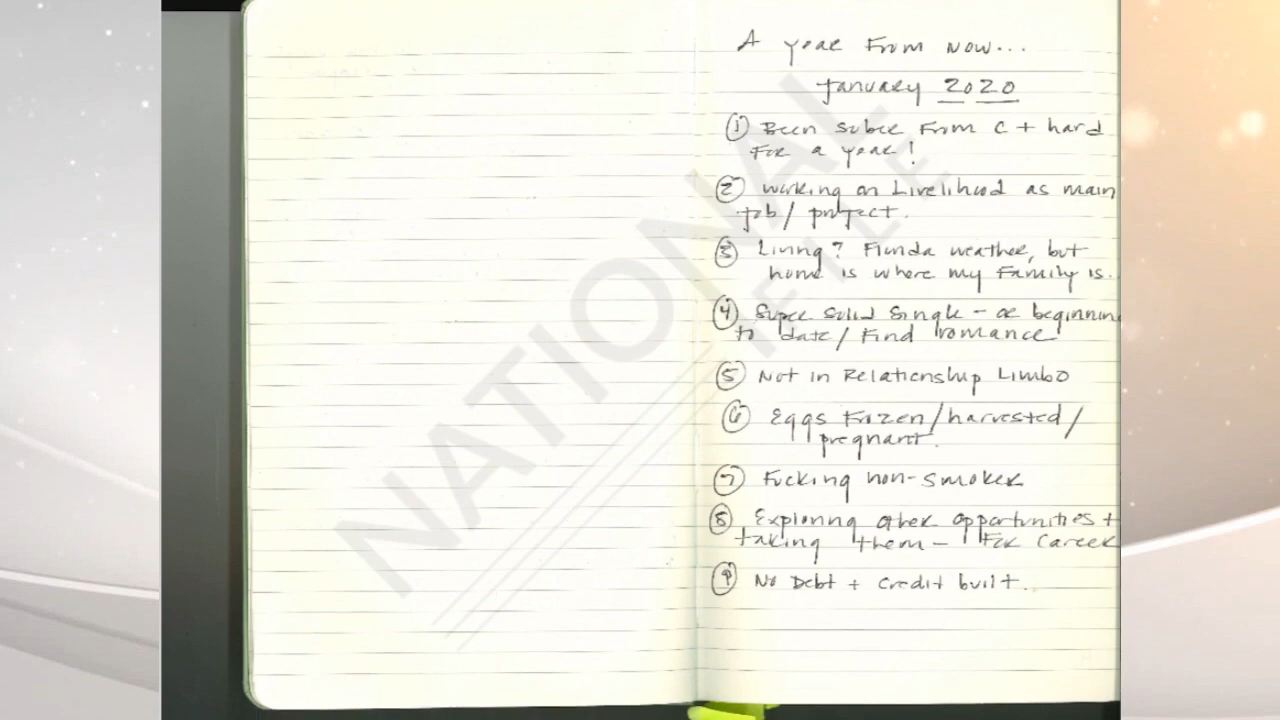 A year From Now...
January 2020
① Been sober From C + hard
For a year!
② Working on Livelihood as main
job/ project.
③ Living? Florida weather, but
home is where my Family is.
④ Super Solid Single - or beginning
to date/ Find romance
⑤ Not in Relationship Limbo
⑥ Eggs Frozen/harvested/
pregnant.
⑦ Fucking non-smoker
⑧ Exploring other opportunities +
taking them - For Career
⑨ No Debt + credit built.
NATIONAL
FILE